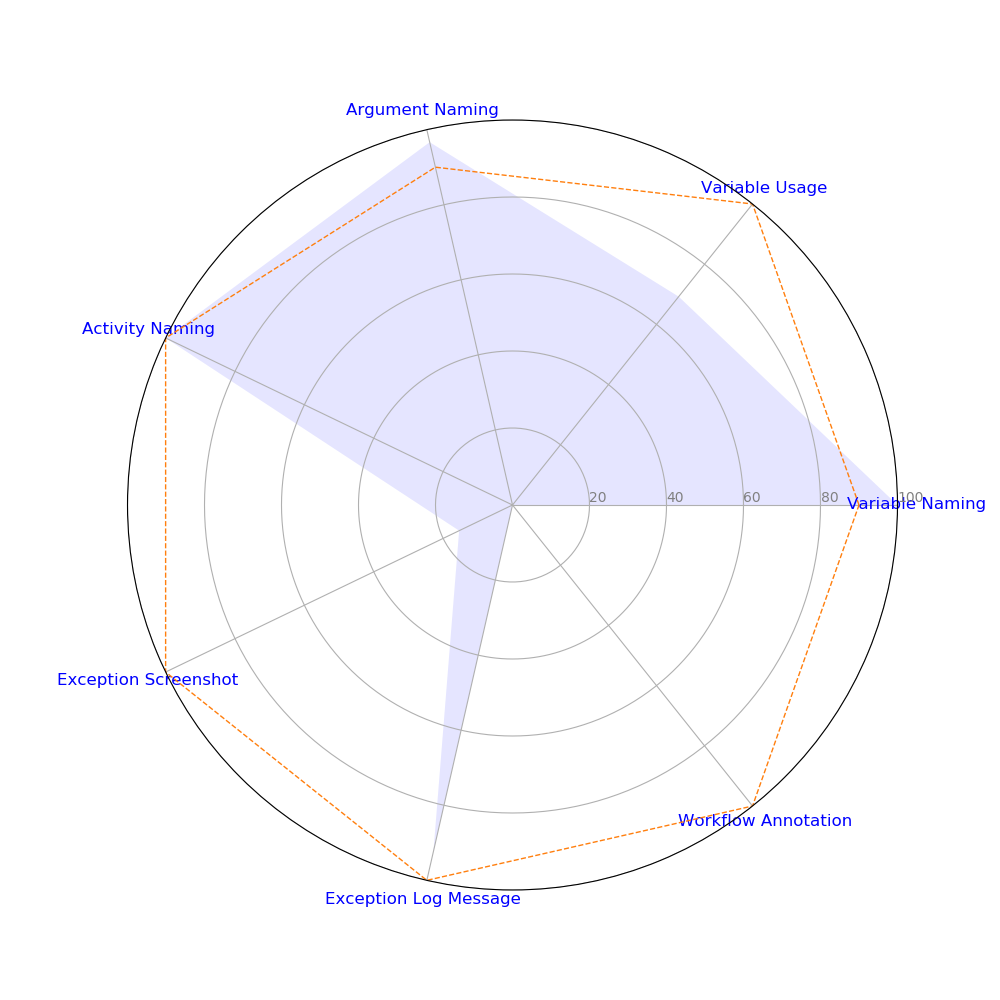 Argument Naming
Variable Usage
Activity Naming
20
40
60
80
100
Variable Naming
Exception Screenshot
Workflow Annotation
Exception Log Message